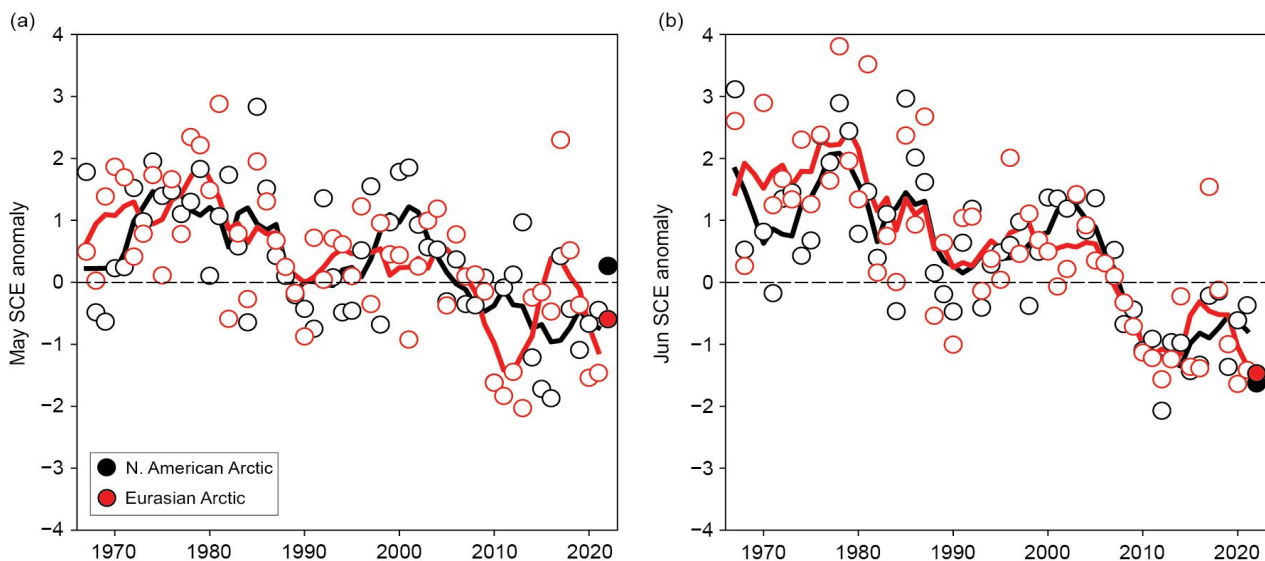 (a)
May SCE anomaly
4
3
2
1
0
−1
−2
−3
−4
N. American Arctic
Eurasian Arctic
1970 1980 1990 2000 2010 2020
(b)
Jun SCE anomaly
4
3
2
1
0
−1
−2
−3
−4
1970 1980 1990 2000 2010 2020